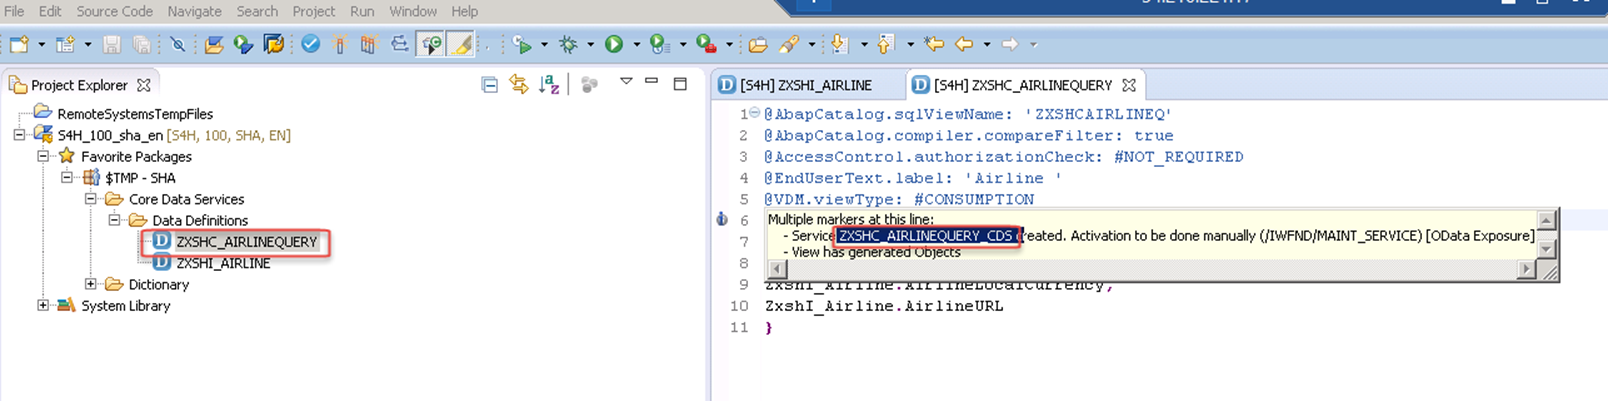 File Edit Source Code Navigate Search Project Run Window Help
Project Explorer
RemoteSystemsTempFiles
S4H_100_sha_en [S4H, 100, SHA, EN]
Favorite Packages
$TMP - SHA
Core Data Services
Data Definitions
ZXSHC_AIRLINEQUERY
ZXSHI_AIRLINE
Dictionary
System Library
[S4H] ZXSHI_AIRLINE
[S4H] ZXSHC_AIRLINEQUERY
1 @AbapCatalog.sqlViewName: 'ZXSHCAIRLINEQ'
2 @AbapCatalog.compiler.compareFilter: true
3 @AccessControl.authorizationCheck: #NOT_REQUIRED
4 @EndUserText.label: 'Airline '
5 @VDM.viewType: #CONSUMPTION
6
Multiple markers at this line:
7 - Service ZXSHC_AIRLINEQUERY_CDS created. Activation to be done manually (/IWFND/MAINT_SERVICE) [OData Exposure]
- View has generated Objects
8
9 ZxshI_Airline.AirlineLocalCurrency,
10 ZxshI_Airline.AirlineURL
11 }